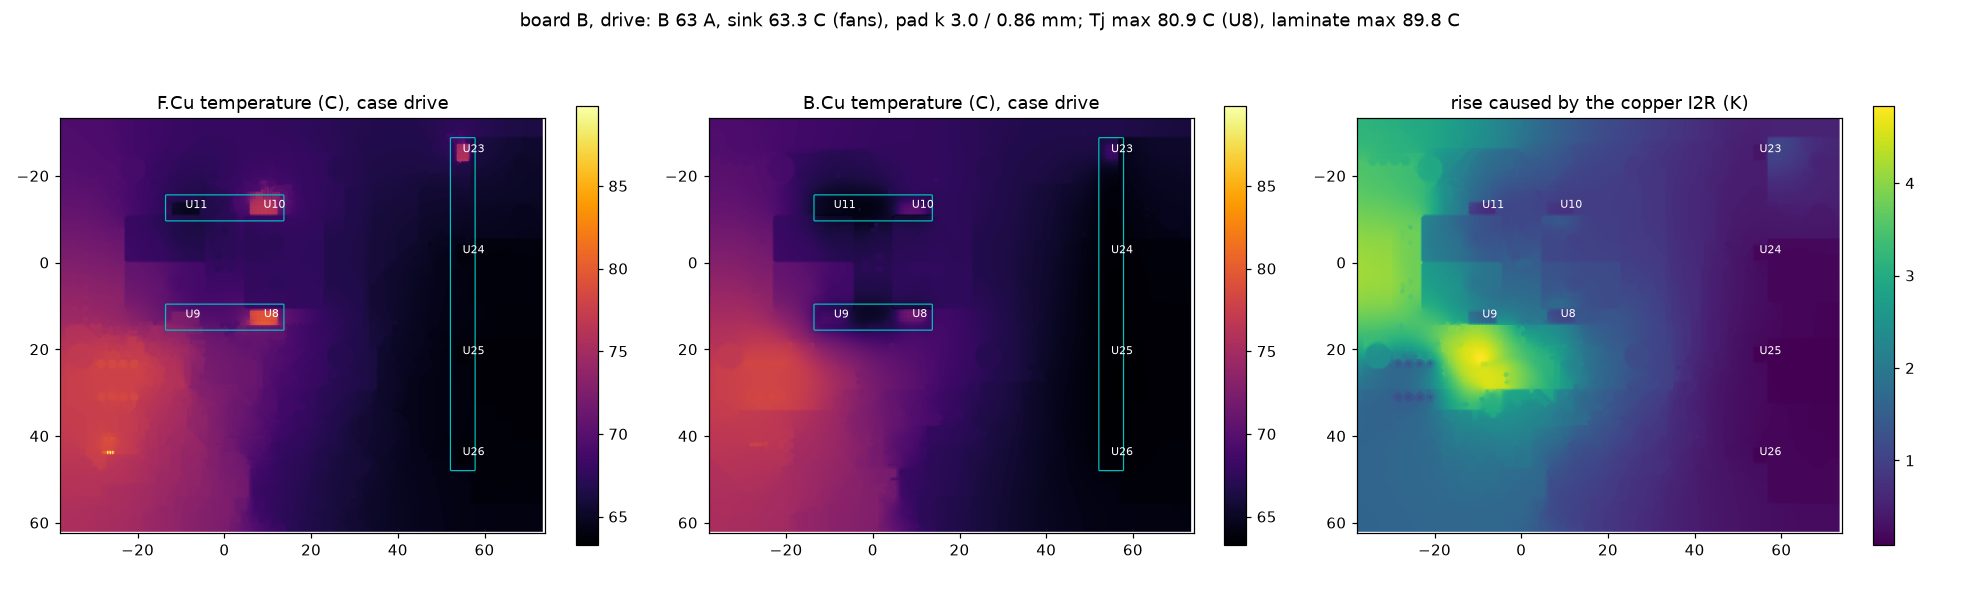 board B, drive: B 63 A, sink 63.3 C (fans), pad k 3.0 / 0.86 mm; Tj max 80.9 C (U8), laminate max 89.8 C
F.Cu temperature (C), case drive
−20
0
20
40
60
−20
0
20
40
60
U23
U11
U10
U24
U9
U8
U25
U26
85
80
75
70
65
B.Cu temperature (C), case drive
−20
0
20
40
60
−20
0
20
40
60
U23
U11
U10
U24
U9
U8
U25
U26
85
80
75
70
65
rise caused by the copper I2R (K)
−20
0
20
40
60
−20
0
20
40
60
U23
U11
U10
U24
U9
U8
U25
U26
4
3
2
1